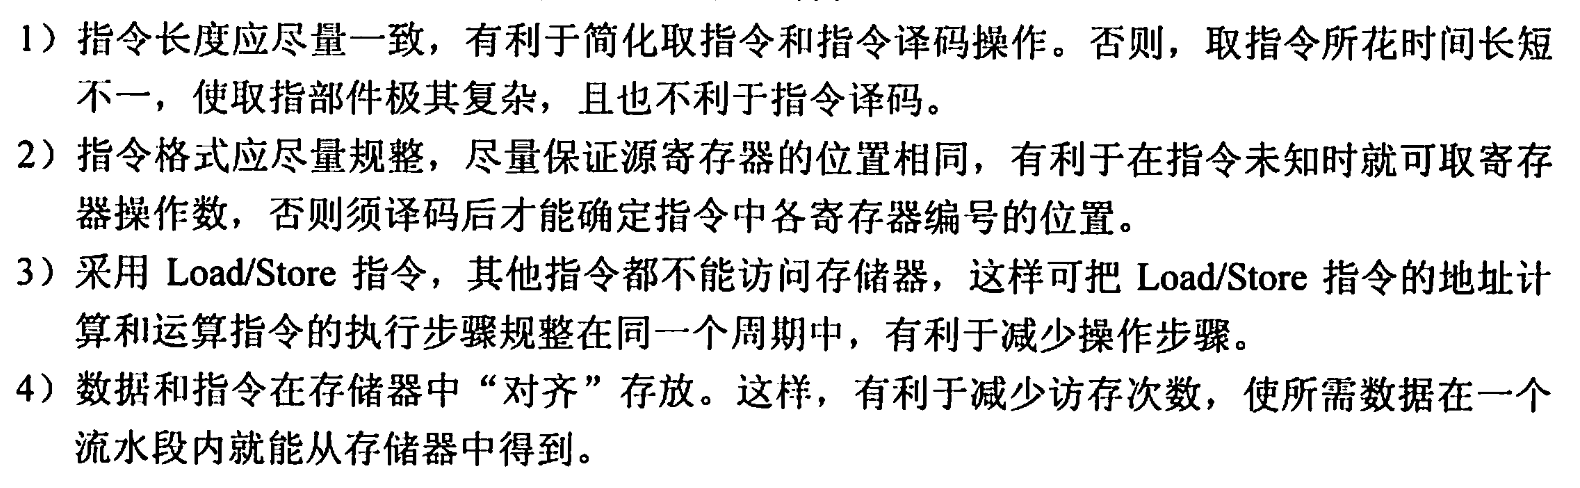 1）指令长度应尽量一致，有利于简化取指令和指令译码操作。否则，取指令所花时间长短
不一，使取指部件极其复杂，且也不利于指令译码。
2）指令格式应尽量规整，尽量保证源寄存器的位置相同，有利于在指令未知时就可取寄存
器操作数，否则须译码后才能确定指令中各寄存器编号的位置。
3）采用 Load/Store 指令，其他指令都不能访问存储器，这样可把 Load/Store 指令的地址计
算和运算指令的执行步骤规整在同一个周期中，有利于减少操作步骤。
4）数据和指令在存储器中“对齐”存放。这样，有利于减少访存次数，使所需数据在一个
流水段内就能从存储器中得到。